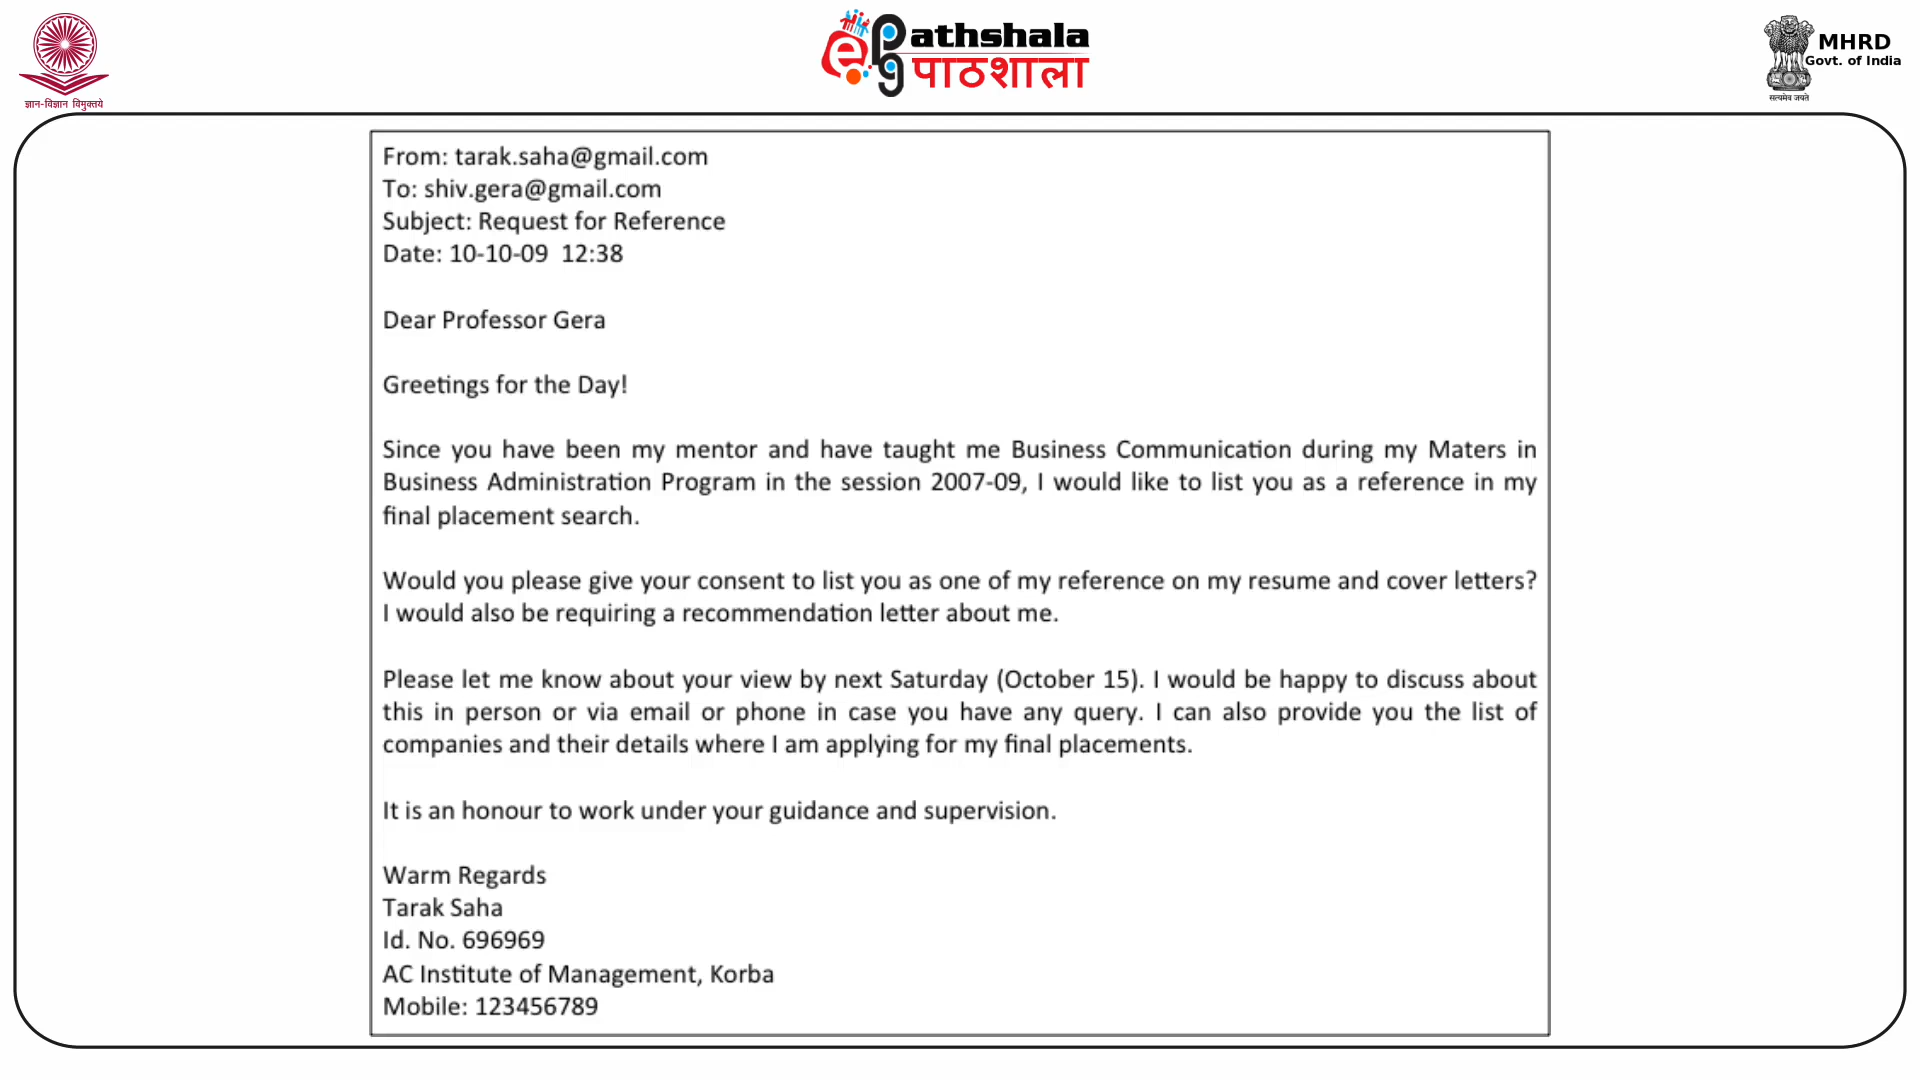 ज्ञान-विज्ञान विमुक्तये
ePathshala
पाठशाला
MHRD
Govt. of India
सत्यमेव जयते
From: tarak.saha@gmail.com
To: shiv.gera@gmail.com
Subject: Request for Reference
Date: 10-10-09  12:38
Dear Professor Gera
Greetings for the Day!
Since you have been my mentor and have taught me Business Communication during my Maters in
Business Administration Program in the session 2007-09, I would like to list you as a reference in my
final placement search.
Would you please give your consent to list you as one of my reference on my resume and cover letters?
I would also be requiring a recommendation letter about me.
Please let me know about your view by next Saturday (October 15). I would be happy to discuss about
this in person or via email or phone in case you have any query. I can also provide you the list of
companies and their details where I am applying for my final placements.
It is an honour to work under your guidance and supervision.
Warm Regards
Tarak Saha
Id. No. 696969
AC Institute of Management, Korba
Mobile: 123456789